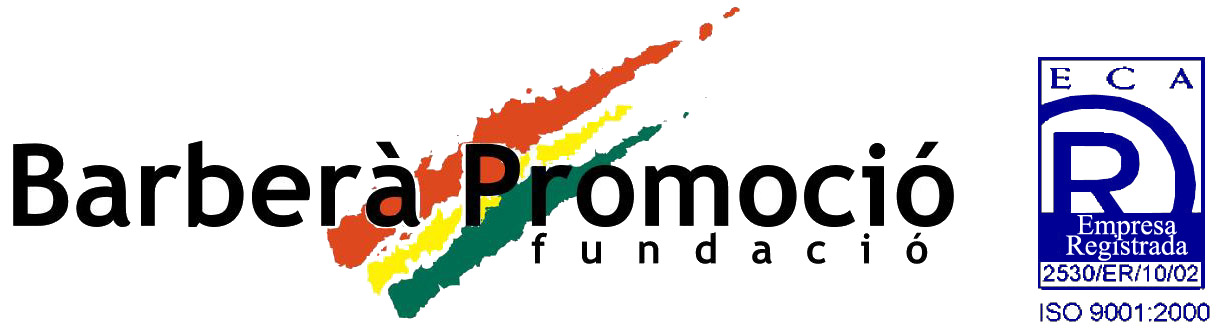 Barberà Promoció
fundació
E C A
R
Empresa
Registrada
2530/ER/10/02
ISO 9001:2000